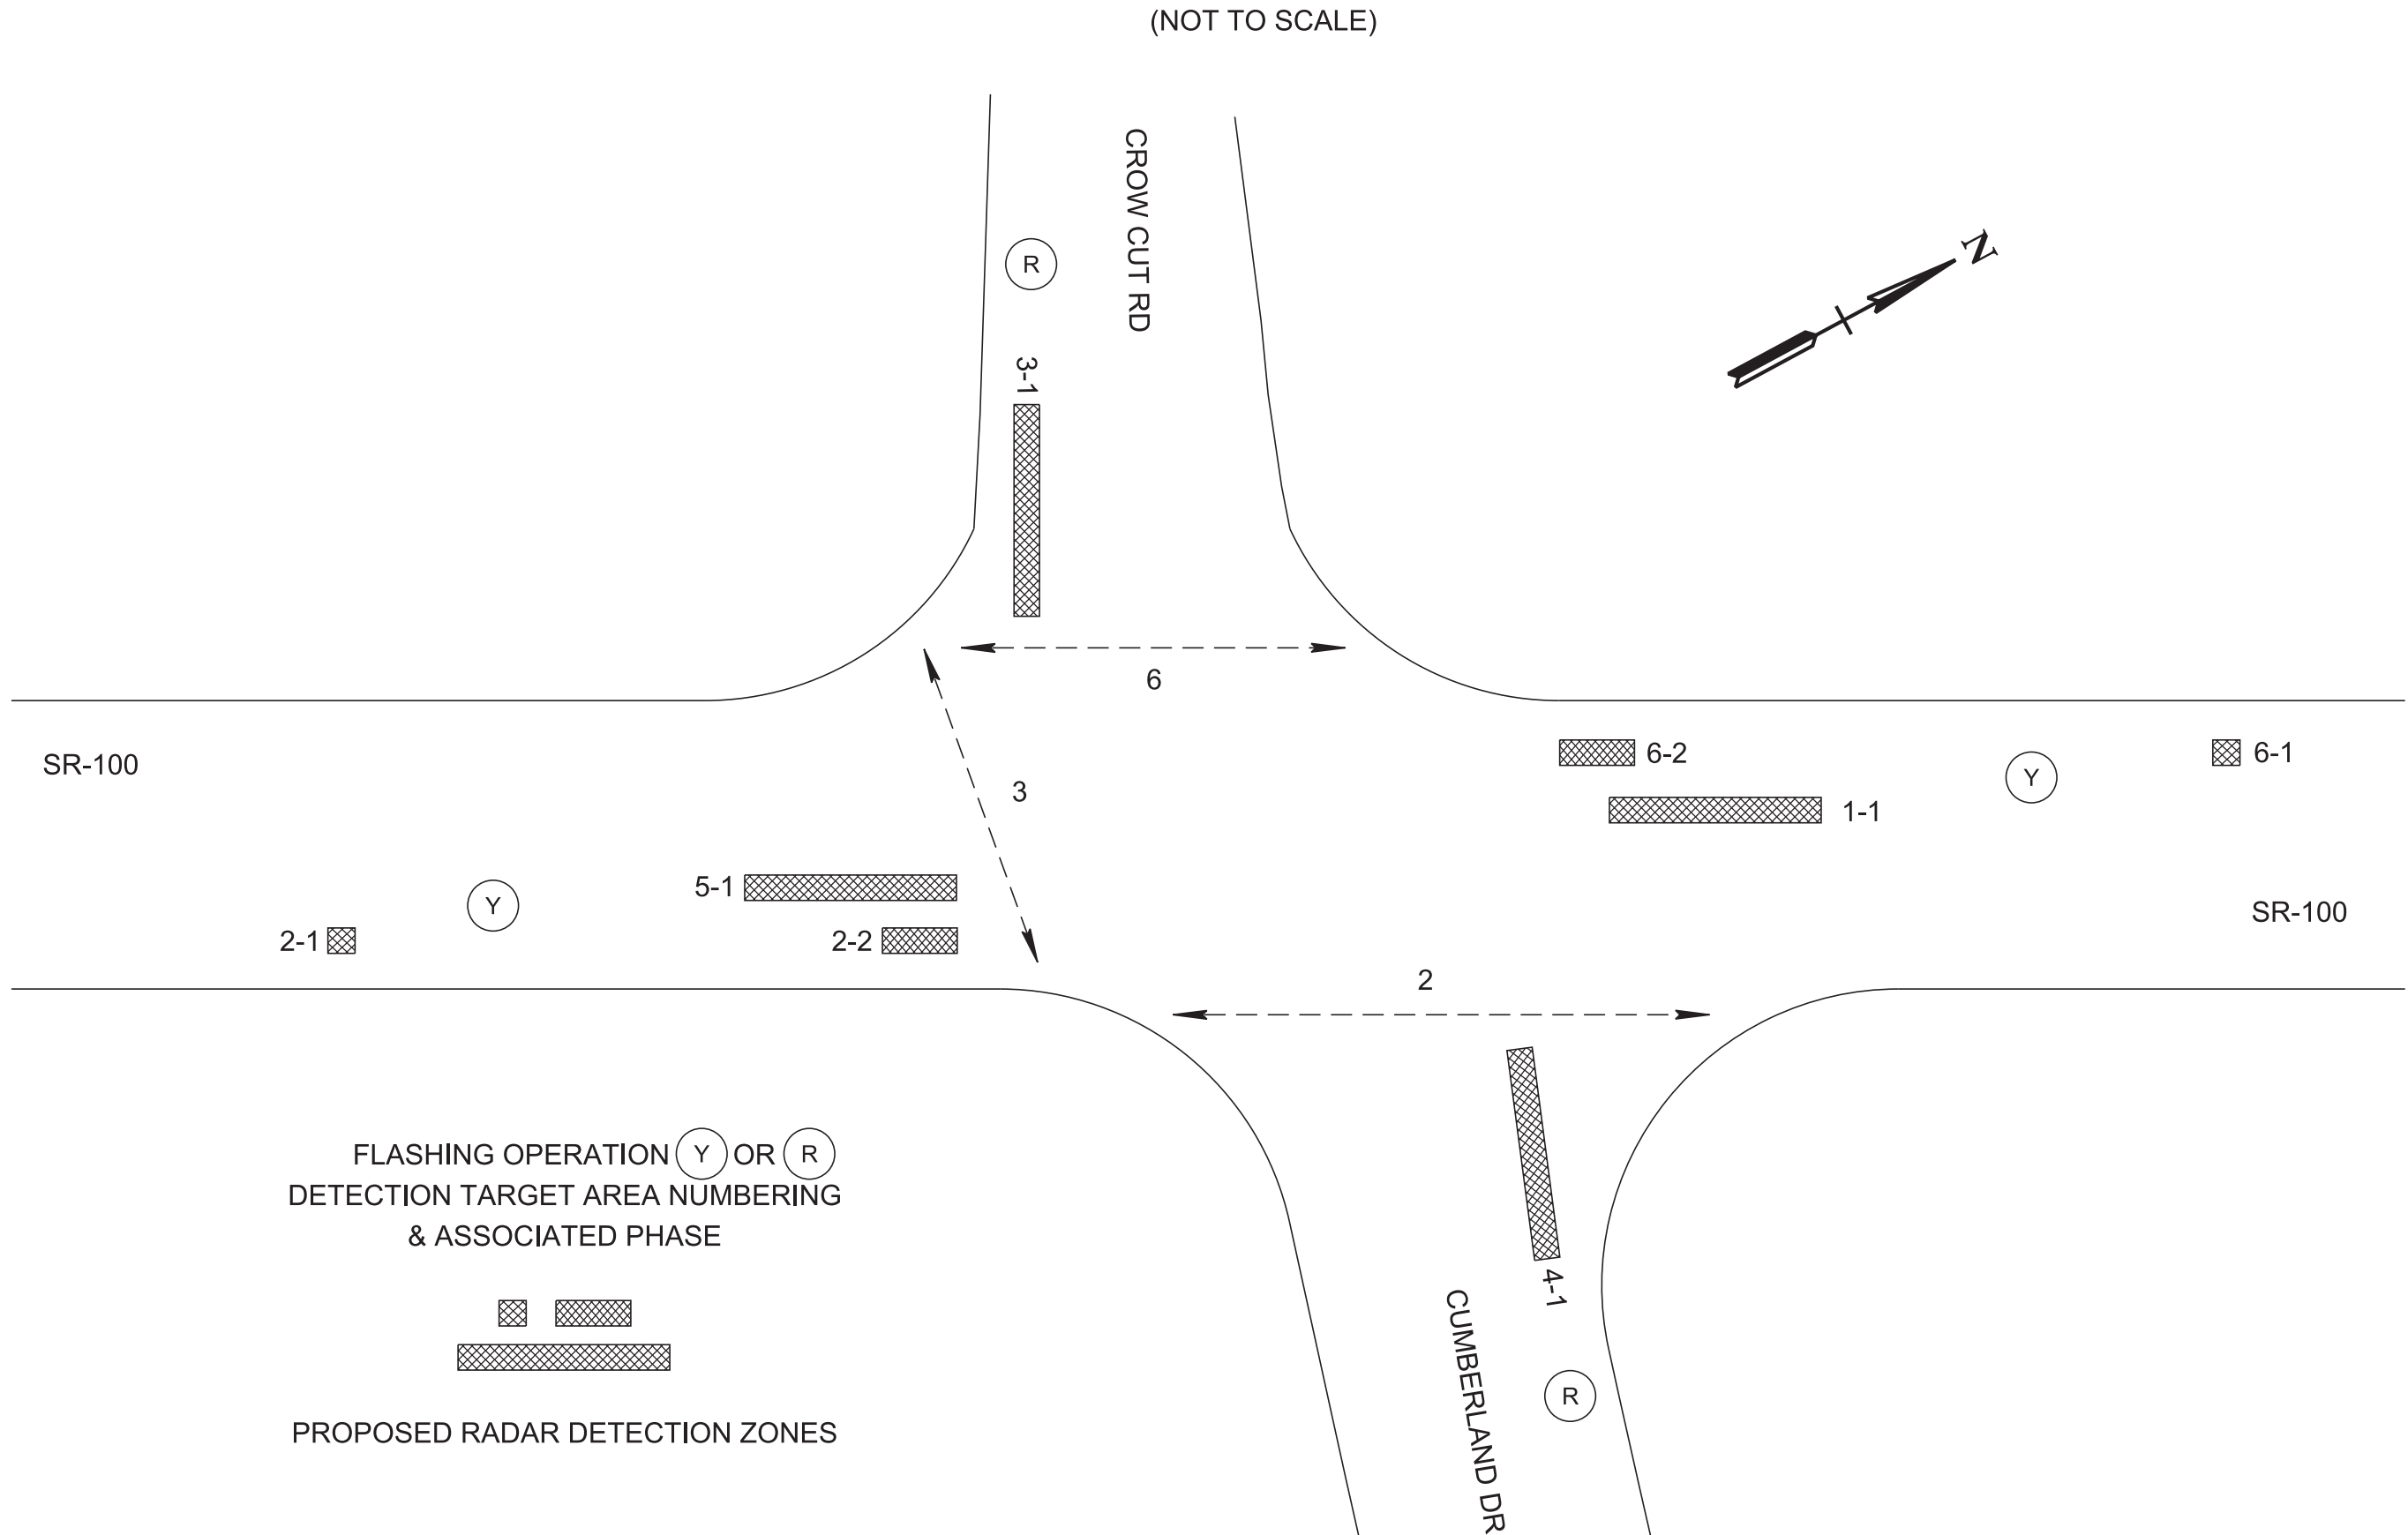 (NOT TO SCALE)
CROW CUT RD
N
R
3-1
6
SR-100
6-2
Y
6-1
3
1-1
5-1
Y
SR-100
2-1
2-2
2
FLASHING OPERATION Y OR R
DETECTION TARGET AREA NUMBERING
& ASSOCIATED PHASE
4-1
CUMBERLAND DR
R
PROPOSED RADAR DETECTION ZONES